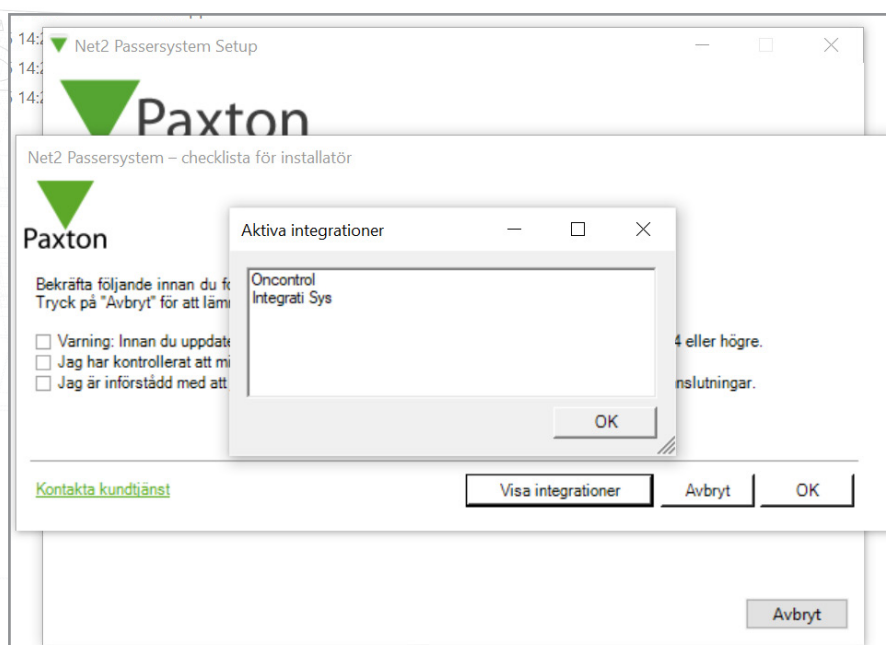 14:2
Net2 Passersystem Setup
14:2
14:2
Paxton
Net2 Passersystem – checklista för installatör
Paxton
Aktiva integrationer
Oncontrol
Integrati Sys
OK
Bekräfta följande innan du
Tryck på "Avbryt" för att
Varning: Innan du 4 eller högre.
Jag har kontrollerat att
Jag är införstådd med att
Kontakta kundtjänst
Visa integrationer
Avbryt
OK
Avbryt